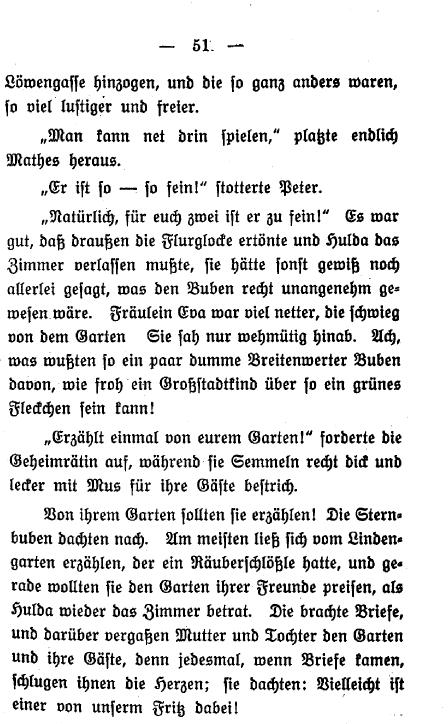 — 51 —
Löwengasse hinzogen, und die so ganz anders waren,
so viel lustiger und freier.
„Man kann net drin spielen,“ platzte endlich
Mathes heraus.
„Er ist so — so fein!“ stotterte Peter.
„Natürlich, für euch zwei ist er zu fein!“ Es war
gut, daß draußen die Flurglocke ertönte und Hulda das
Zimmer verlassen mußte, sie hätte sonst gewiß noch
allerlei gesagt, was den Buben recht unangenehm ge-
wesen wäre. Fräulein Eva war viel netter, die schwieg
von dem Garten Sie sah nur wehmütig hinab. Ach,
was wußten so ein paar dumme Breitenwerter Buben
davon, wie froh ein Großstadtkind über so ein grünes
Fleckchen sein kann!
„Erzählt einmal von eurem Garten!“ forderte die
Geheimrätin auf, während sie Semmeln recht dick und
lecker mit Mus für ihre Gäste bestrich.
Von ihrem Garten sollten sie erzählen! Die Stern-
buben dachten nach. Am meisten ließ sich vom Linden-
garten erzählen, der ein Räuberschlößle hatte, und ge-
rade wollten sie den Garten ihrer Freunde preisen, als
Hulda wieder das Zimmer betrat. Die brachte Briefe,
und darüber vergaßen Mutter und Tochter den Garten
und ihre Gäste, denn jedesmal, wenn Briefe kamen,
schlugen ihnen die Herzen; sie dachten: Vielleicht ist
einer von unserm Fritz dabei!